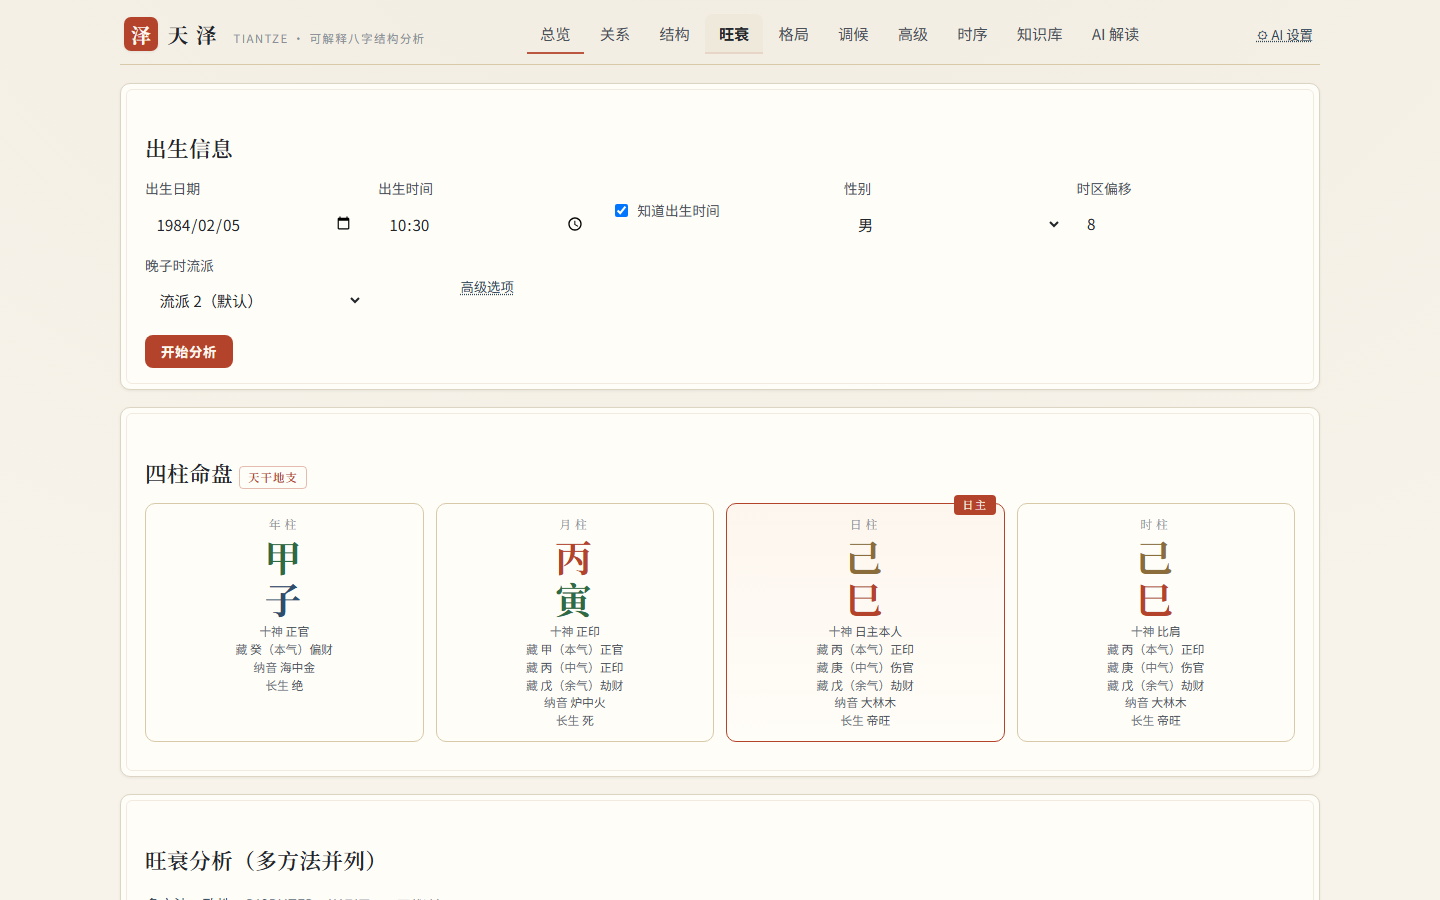 泽 天泽 TIANTZE • 可解释八字结构分析 总览 关系 结构 旺衰 格局 调候 高级 时序 知识库 AI 解读 ⚙ AI 设置
出生信息
出生日期 出生时间 性别 时区偏移
1984/02/05 10:30 知道出生时间 男 8
晚子时流派
流派 2（默认） 高级选项
开始分析
四柱命盘 天干地支
年柱
甲
子
十神 正官
藏 癸（本气）偏财
纳音 海中金
长生 绝
月柱
丙
寅
十神 正印
藏 甲（本气）正官
藏 丙（中气）正印
藏 戊（余气）劫财
纳音 炉中火
长生 死
日主
日柱
己
巳
十神 日主本人
藏 丙（本气）正印
藏 庚（中气）伤官
藏 戊（余气）劫财
纳音 大林木
长生 帝旺
时柱
己
巳
十神 比肩
藏 丙（本气）正印
藏 庚（中气）伤官
藏 戊（余气）劫财
纳音 大林木
长生 帝旺
旺衰分析（多方法并列）